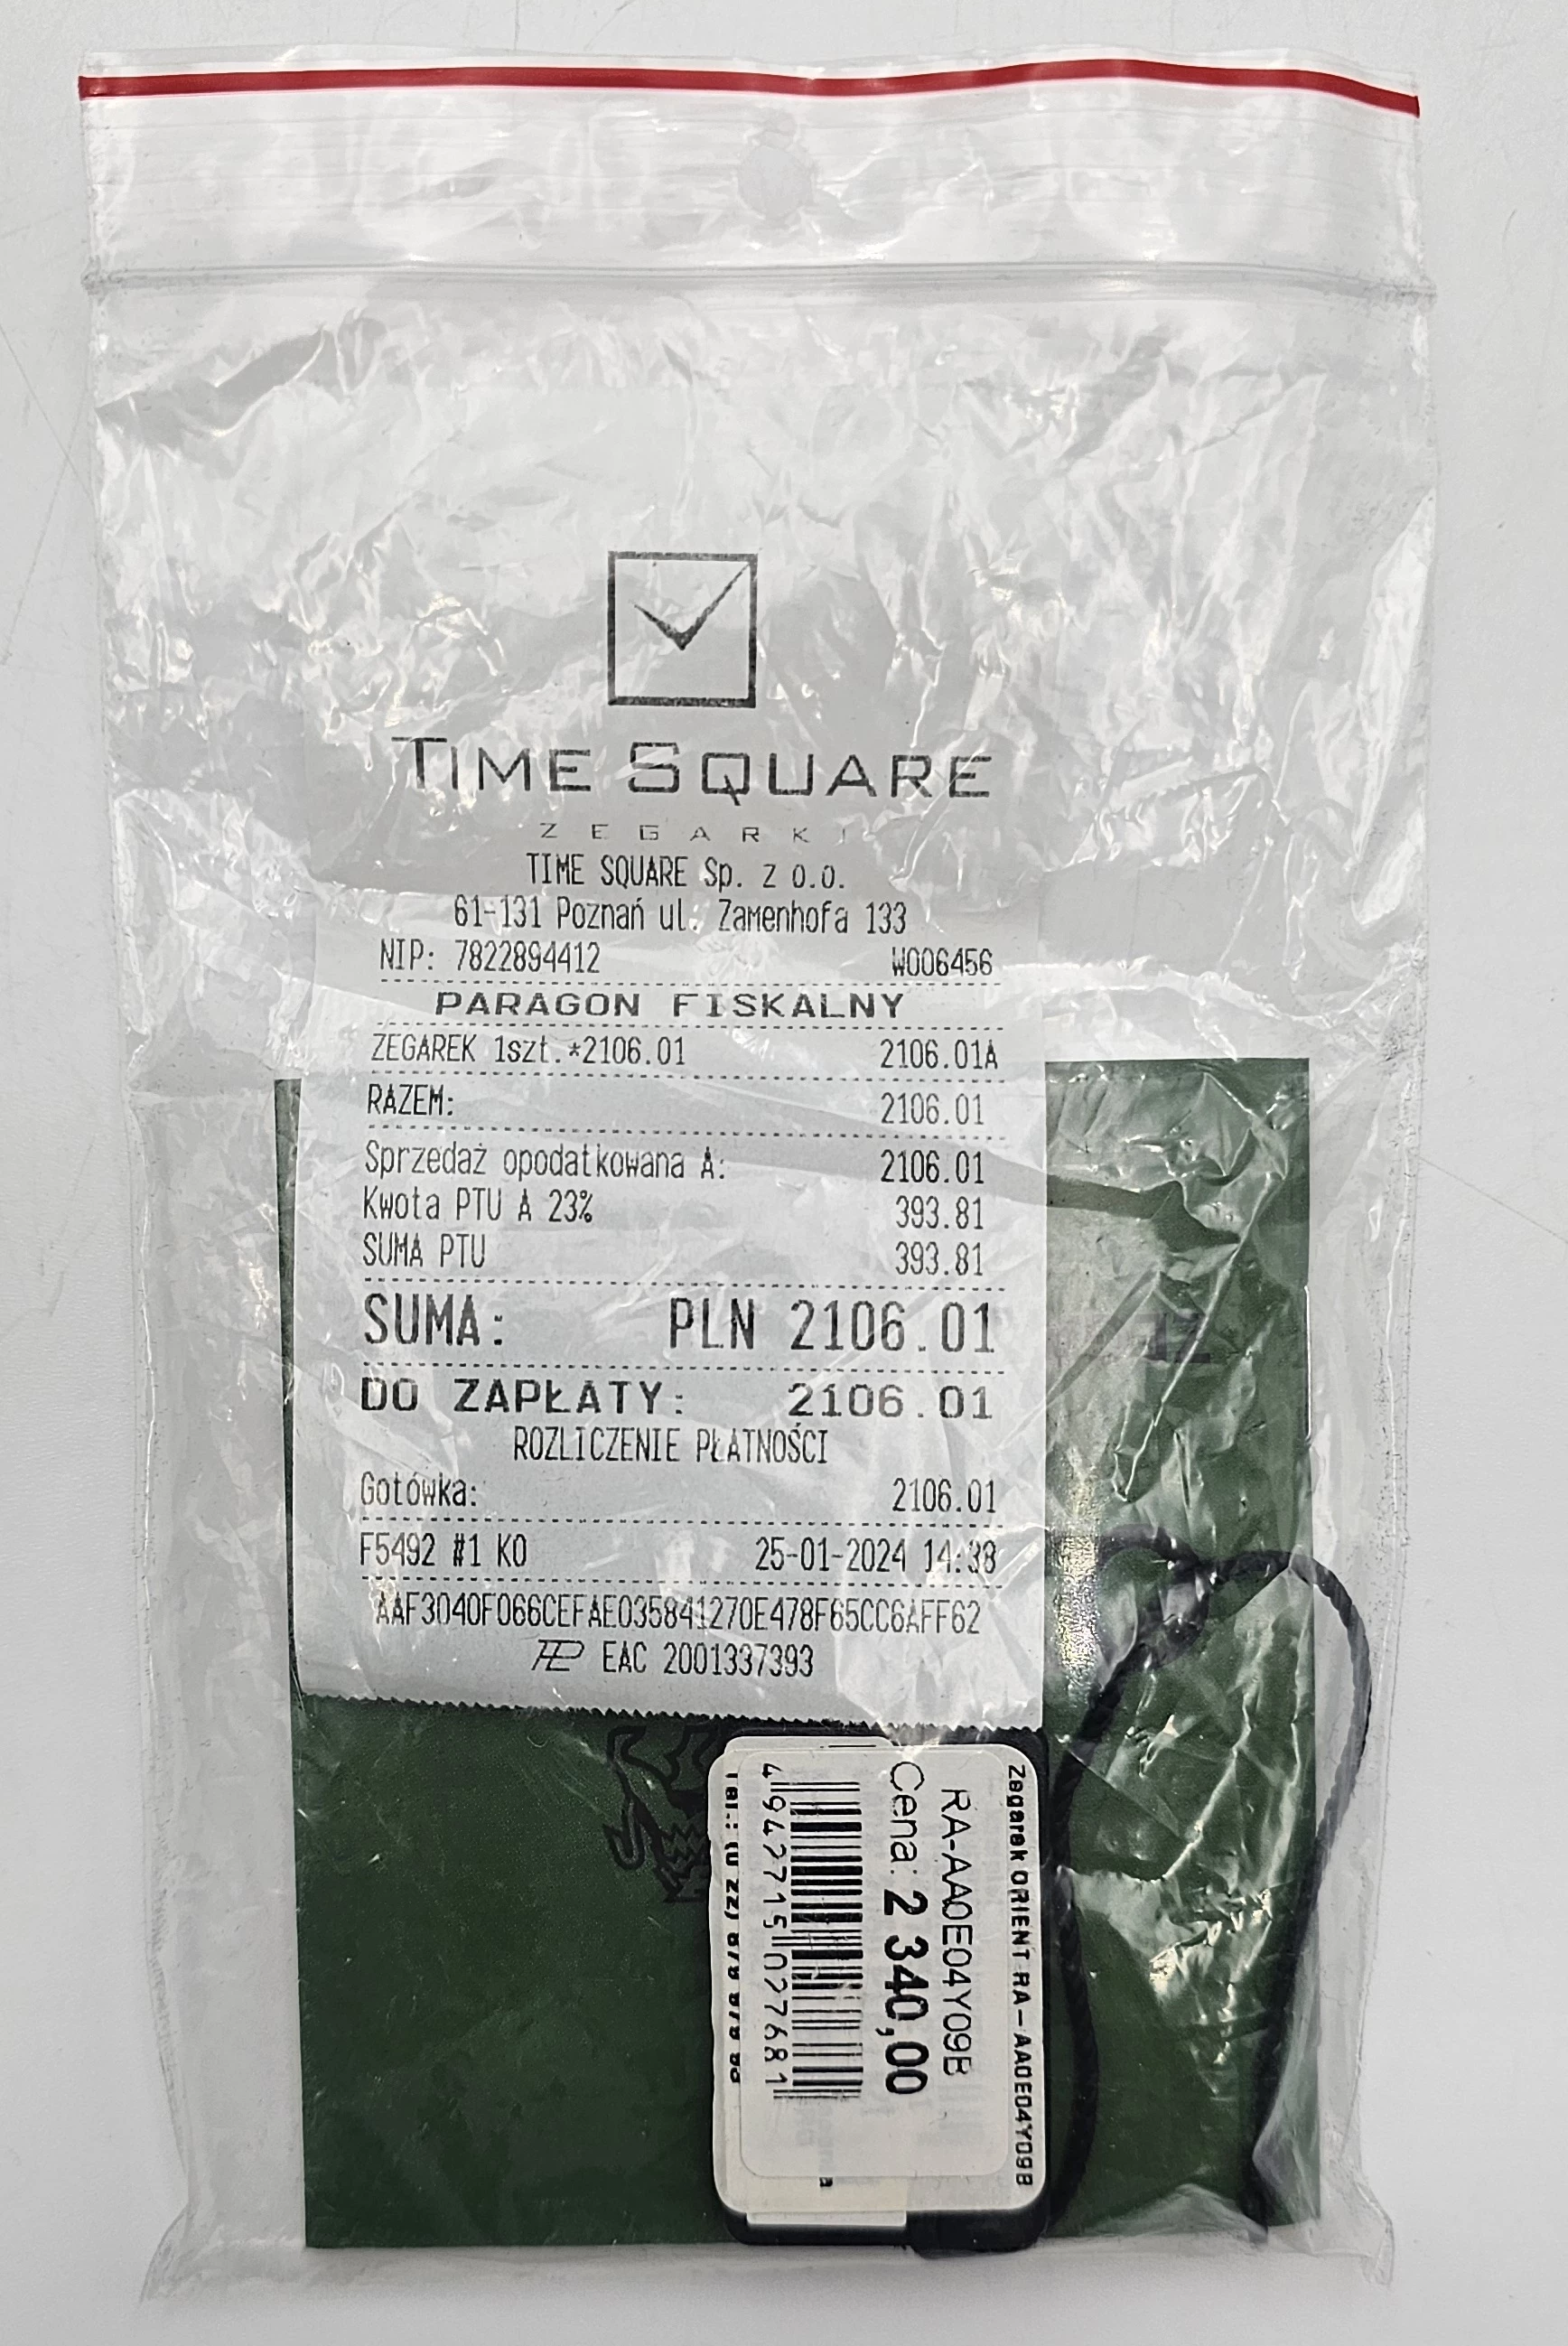 TIME SQUARE
ZEGARKI
TIME SQUARE Sp. z o.o.
61-131 Poznań ul. Zamenhofa 133
NIP: 7822894412 W006456
PARAGON FISKALNY
ZEGAREK 1szt.*2106.01 2106.01A
RAZEM: 2106.01
Sprzedaż opodatkowana A: 2106.01
Kwota PTU A 23% 393.81
SUMA PTU 393.81
SUMA: PLN 2106.01
DO ZAPŁATY: 2106.01
ROZLICZENIE PŁATNOŚCI
Gotówka: 2106.01
F5492 #1 KO 25-01-2024 14:38
AAF3040F066CEFAE035841270E478F65CC6AFF62
EAC 2001337393
Zegarek ORIENT RA-AA0E04Y09B
RA-AA0E04Y09B
Cena: 2 340,00
4942715027681